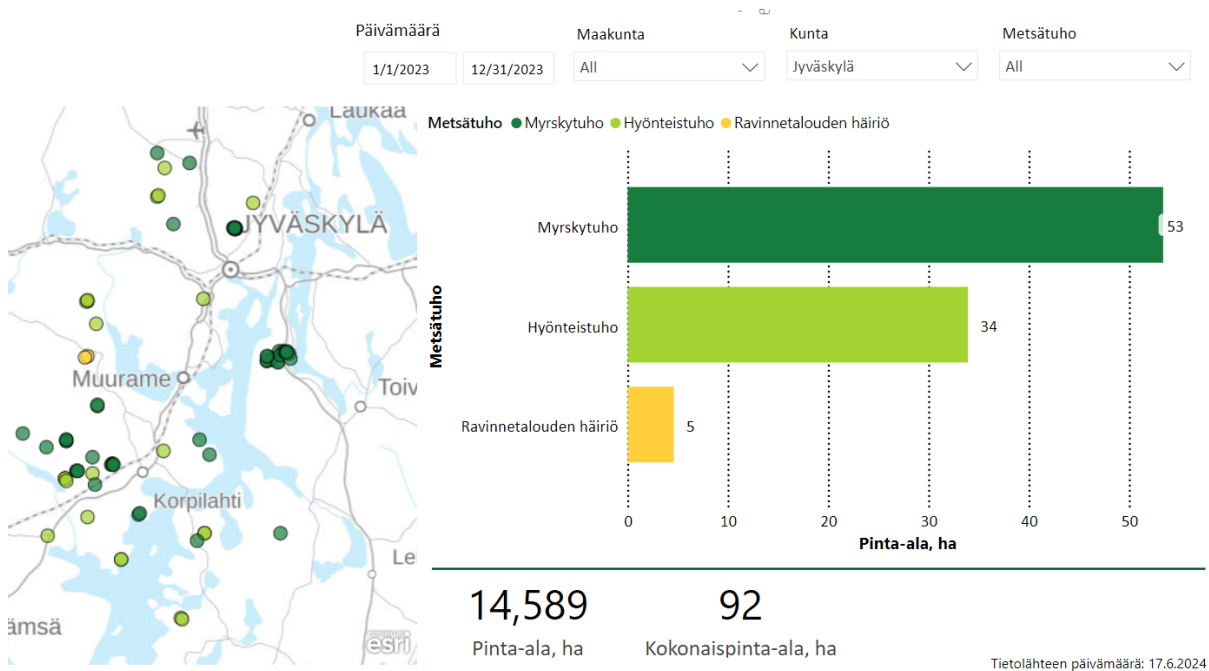 Päivämäärä
Maakunta
Kunta
Metsätuho
1/1/2023
12/31/2023
All
Jyväskylä
All
Laukaa
JYVÄSKYLÄ
Muurame
Toiv
Korpilahti
Le
ämsä
esri
Metsätuho Myrskytuho Hyönteistuho Ravinnetalouden häiriö
Metsätuho
Myrskytuho
53
Hyönteistuho
34
Ravinnetalouden häiriö
5
0 10 20 30 40 50
Pinta-ala, ha
14,589
92
Pinta-ala, ha
Kokonaispinta-ala, ha
Tietolähteen päivämäärä: 17.6.2024